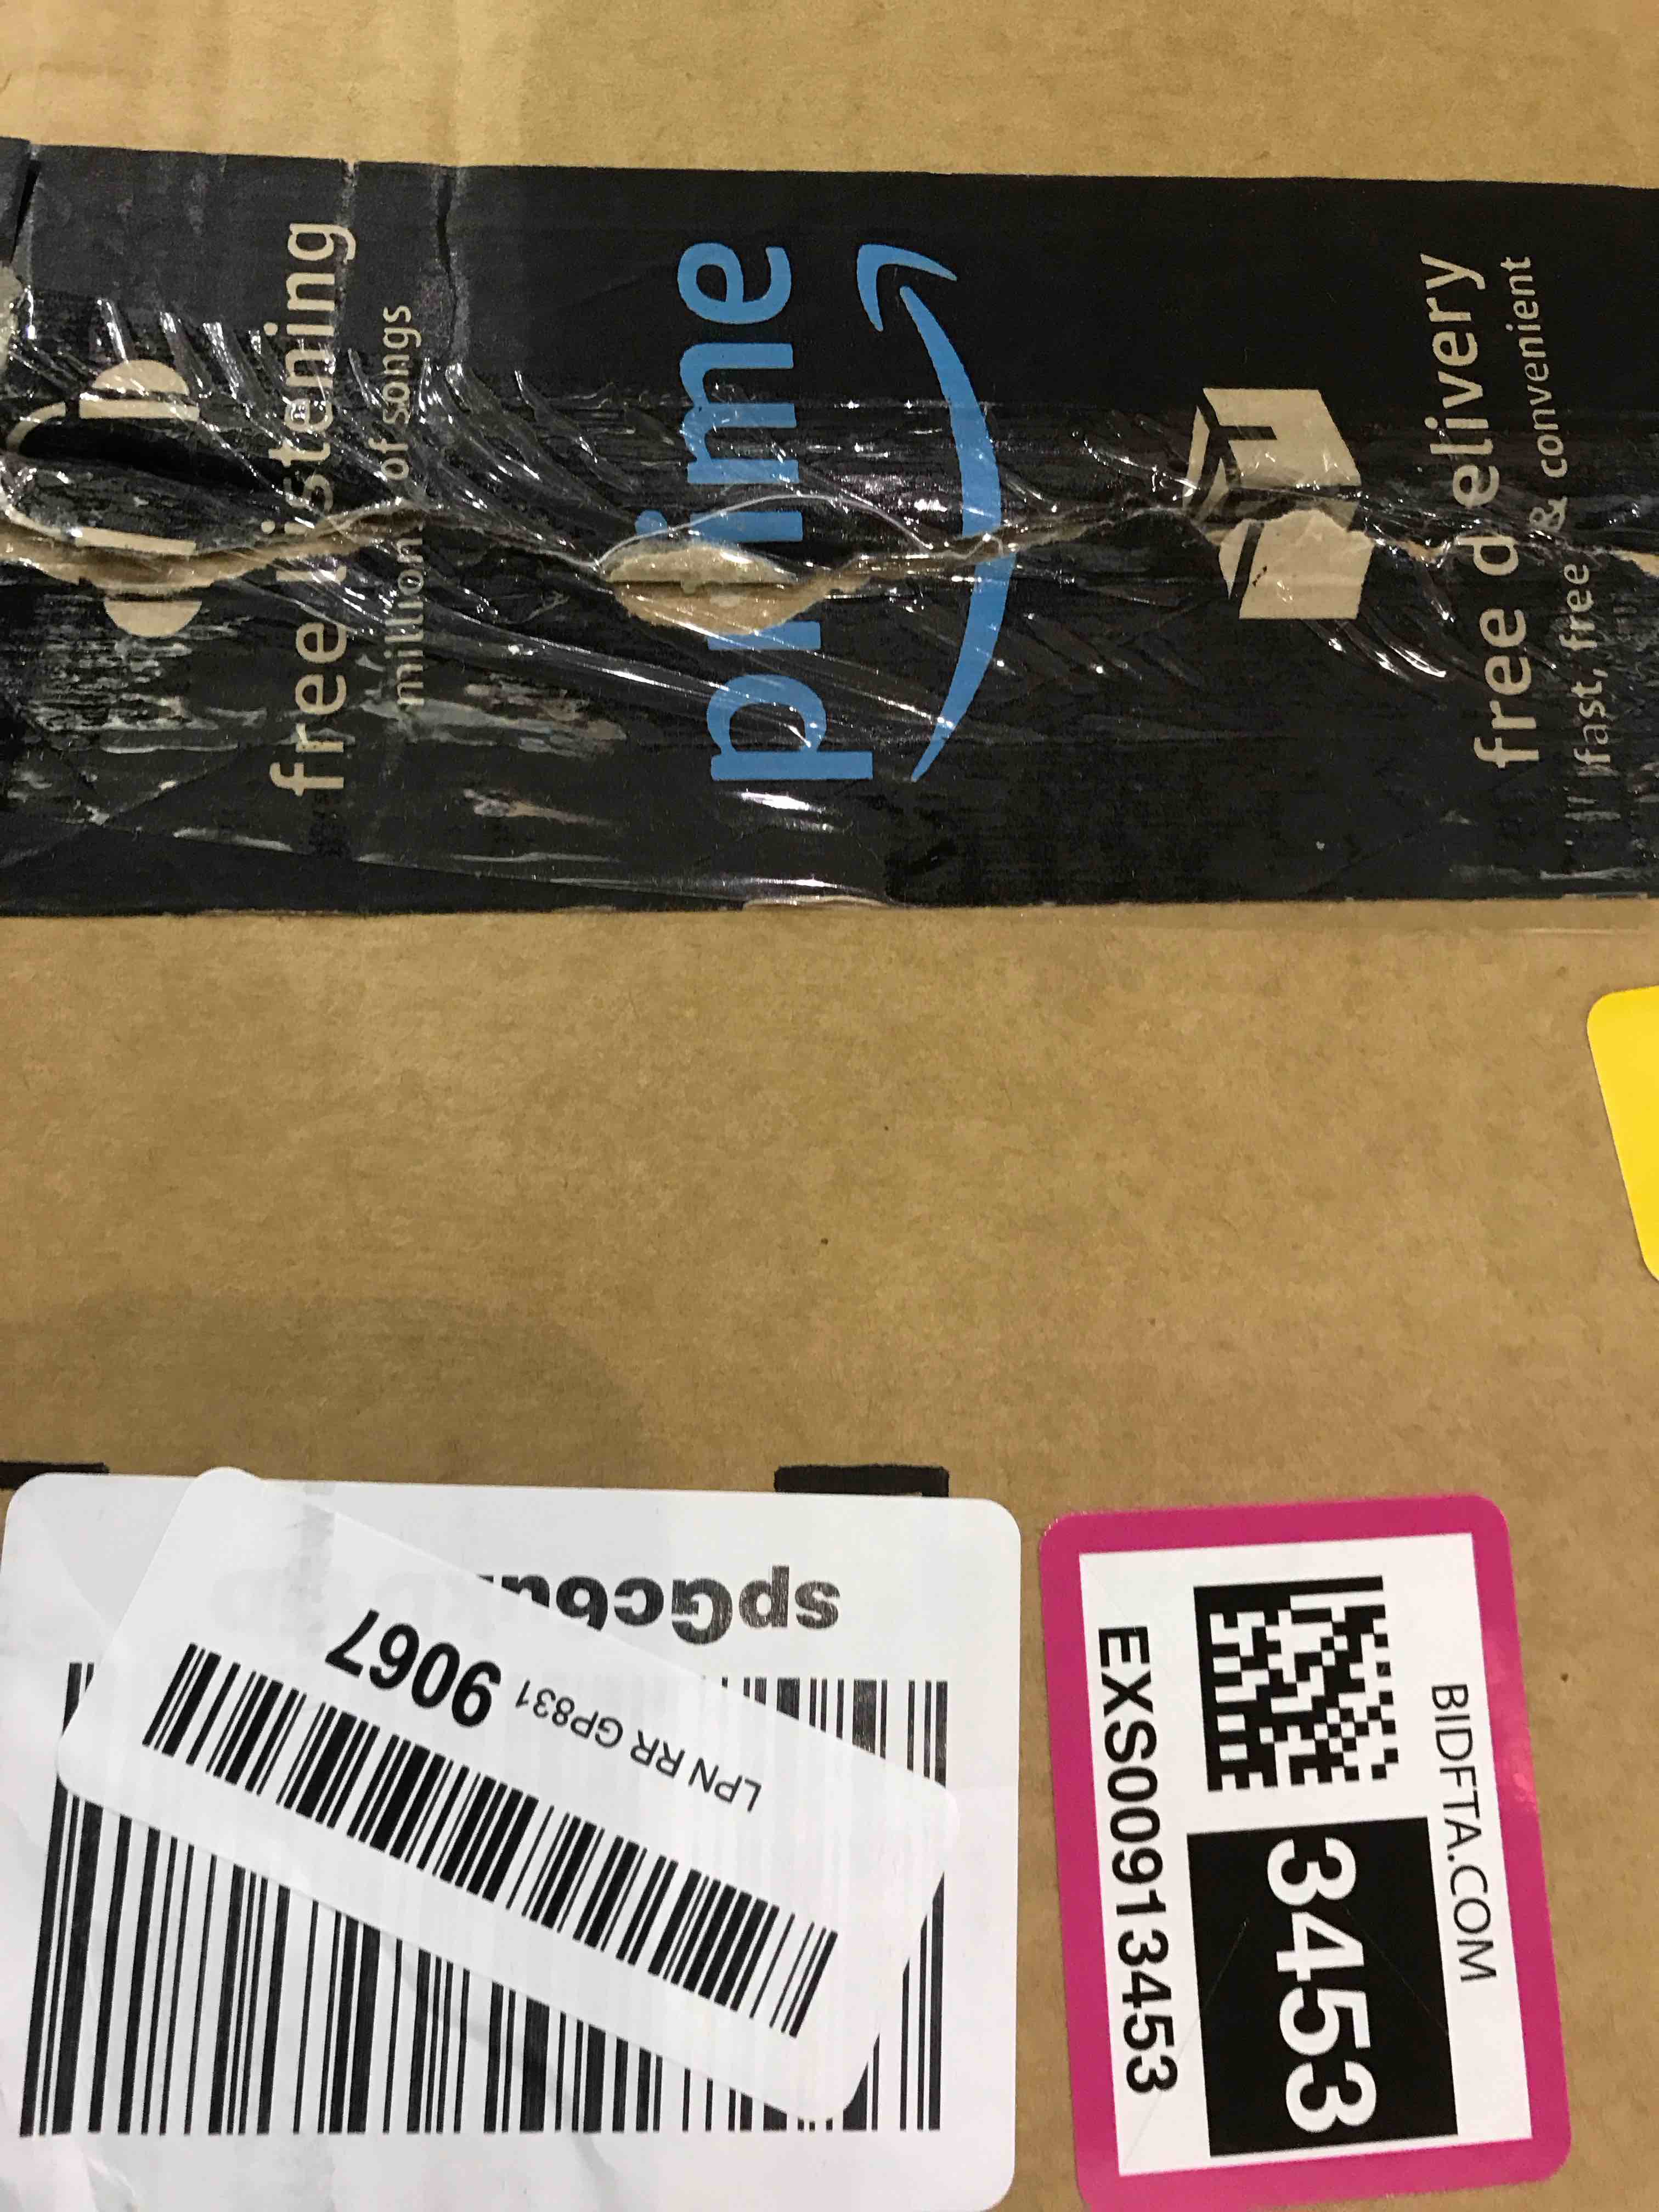 free listening
millions of songs
prime
free delivery
fast, free & convenient
LPN RR GP831 9067
BIDFTA.COM
3453
EXS00913453